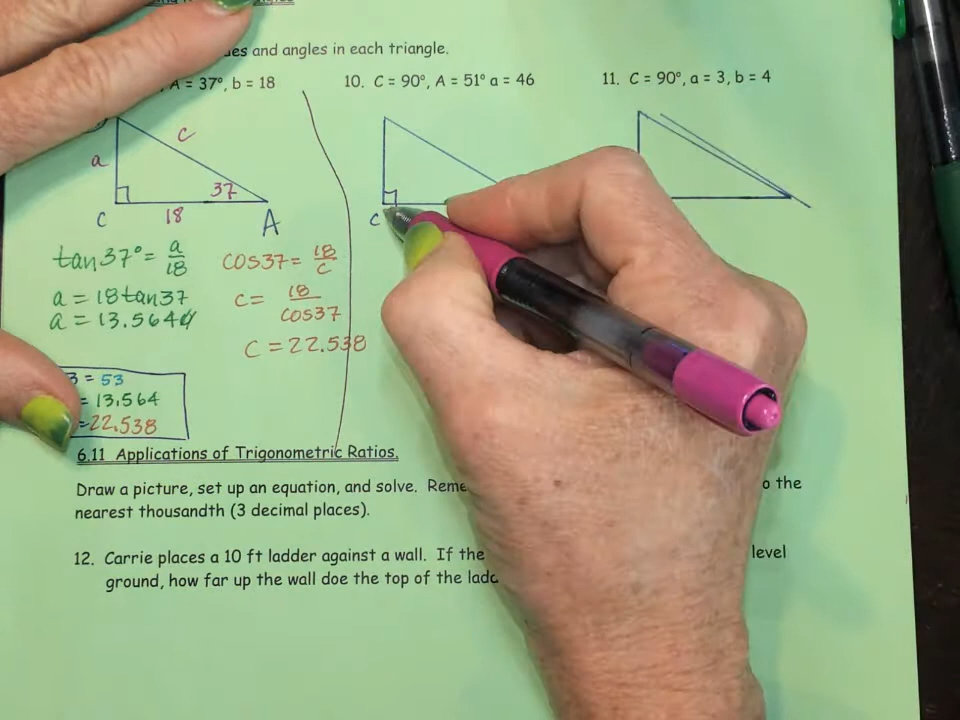 and angles in each triangle.
A = 37°, b = 18
10. C = 90°, A = 51° a = 46
11. C = 90°, a = 3, b = 4
c
a
37
C
18
A
C
tan37° = a/18
cos37 = 18/c
a = 18tan37
c = 18/cos37
a = 13.564
c = 22.538
= 53
= 13.564
= 22.538
6.11 Applications of Trigonometric Ratios.
Draw a picture, set up an equation, and solve. the
nearest thousandth (3 decimal places).
12. Carrie places a 10 ft ladder against a wall. If the level
ground, how far up the wall doe the top of the